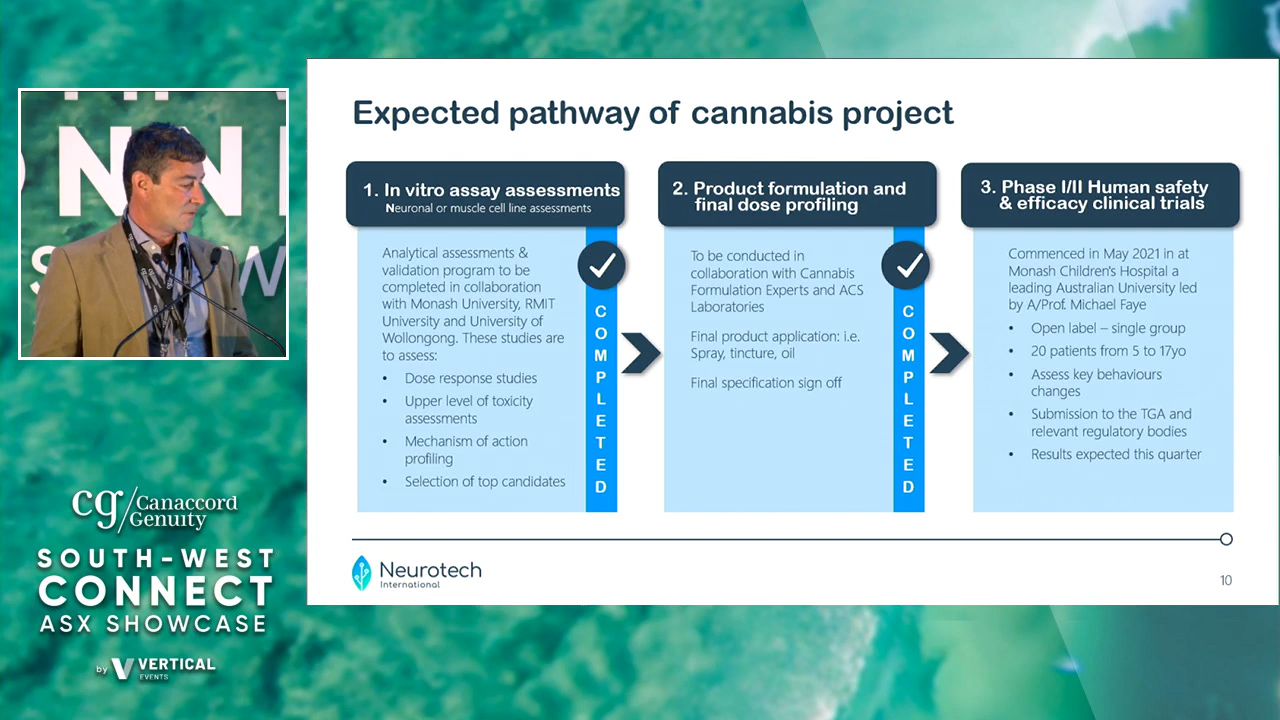 Expected pathway of cannabis project
1. In vitro assay assessments
Neuronal or muscle cell line assessments
Analytical assessments &
validation program to be
completed in collaboration
with Monash University, RMIT
University and University of
Wollongong. These studies are
to assess:
• Dose response studies
• Upper level of toxicity
assessments
• Mechanism of action
profiling
• Selection of top candidates
COMPLETED
2. Product formulation and
final dose profiling
To be conducted in
collaboration with Cannabis
Formulation Experts and ACS
Laboratories
Final product application: i.e.
Spray, tincture, oil
Final specification sign off
COMPLETED
3. Phase I/II Human safety
& efficacy clinical trials
Commenced in May 2021 in at
Monash Children's Hospital a
leading Australian University led
by A/Prof. Michael Faye
• Open label – single group
• 20 patients from 5 to 17yo
• Assess key behaviours
changes
• Submission to the TGA and
relevant regulatory bodies
• Results expected this quarter
Neurotech
International
10
cg/Canaccord
Genuity
SOUTH-WEST
CONNECT
ASX SHOWCASE
by VERTICAL
EVENTS